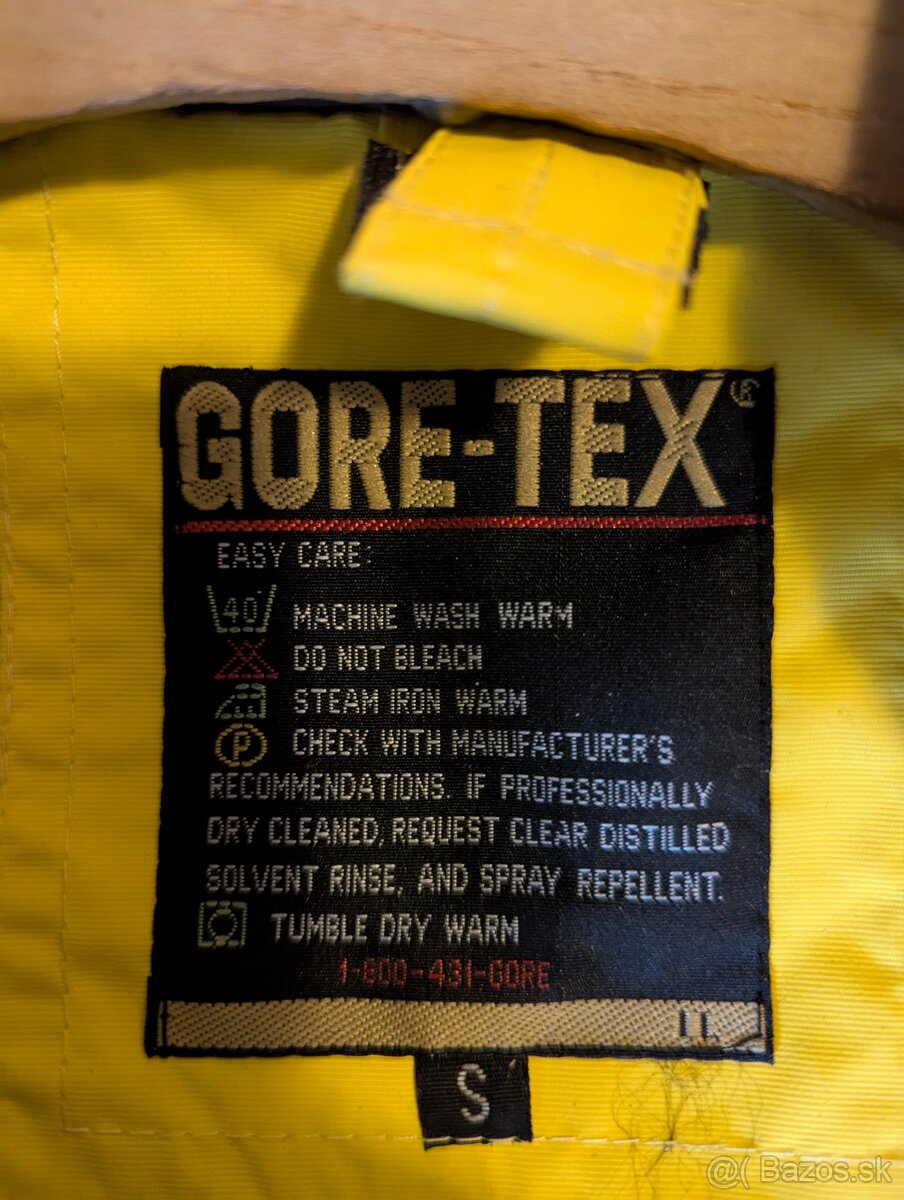 GORE-TEX®
EASY CARE:
40 MACHINE WASH WARM
DO NOT BLEACH
STEAM IRON WARM
P CHECK WITH MANUFACTURER'S
RECOMMENDATIONS. IF PROFESSIONALLY
DRY CLEANED, REQUEST CLEAR DISTILLED
SOLVENT RINSE, AND SPRAY REPELLENT.
TUMBLE DRY WARM
1-800-431-GORE
S
@( Bazos.sk